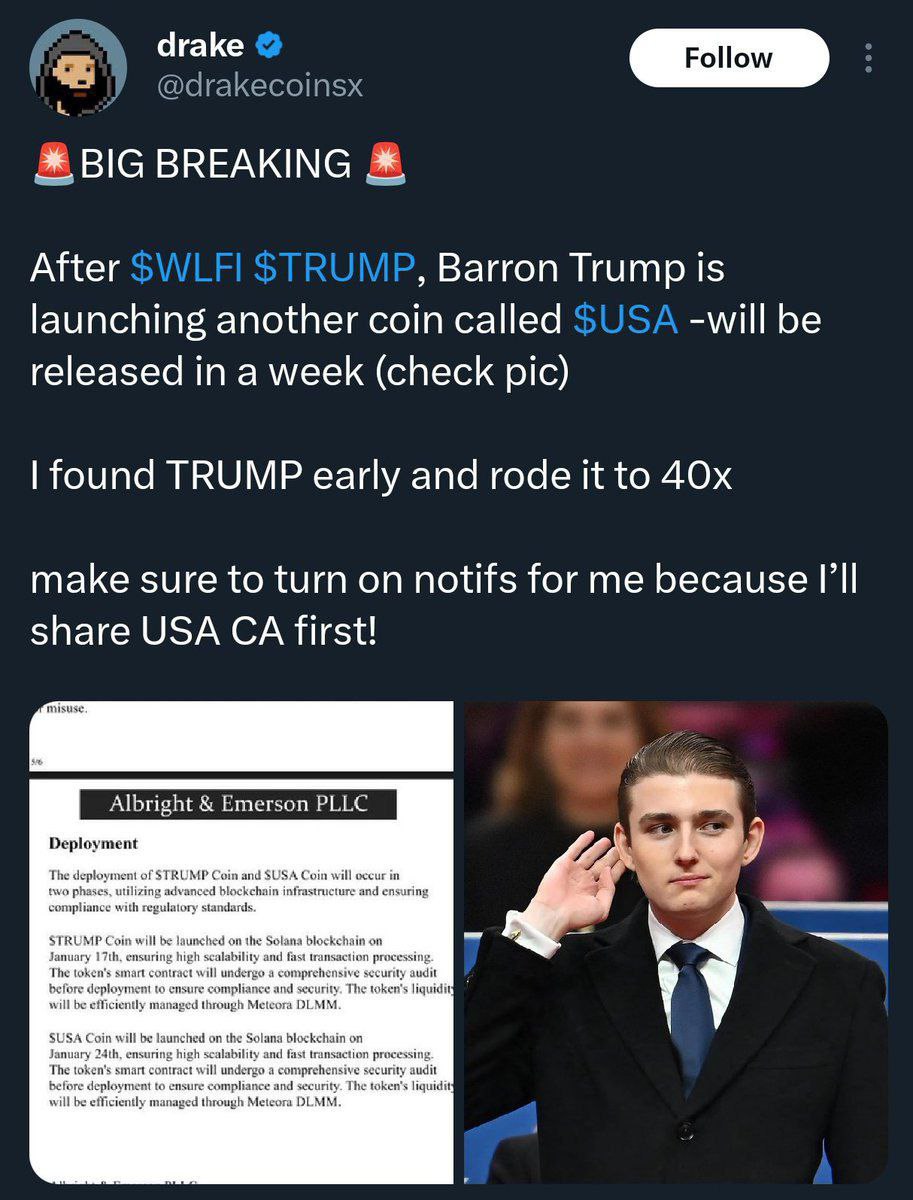 drake
@drakecoinsx
Follow
BIG BREAKING
After $WLFI $TRUMP, Barron Trump is
launching another coin called $USA -will be
released in a week (check pic)
I found TRUMP early and rode it to 40x
make sure to turn on notifs for me because I’ll
share USA CA first!
misuse.
5/6
Albright & Emerson PLLC
Deployment
The deployment of $TRUMP Coin and $USA Coin will occur in
two phases, utilizing advanced blockchain infrastructure and ensuring
compliance with regulatory standards.
$TRUMP Coin will be launched on the Solana blockchain on
January 17th, ensuring high scalability and fast transaction processing.
The token's smart contract will undergo a comprehensive security audit
before deployment to ensure compliance and security. The token's liquidity
will be efficiently managed through Meteora DLMM.
$USA Coin will be launched on the Solana blockchain on
January 24th, ensuring high scalability and fast transaction processing.
The token's smart contract will undergo a comprehensive security audit
before deployment to ensure compliance and security. The token's liquidity
will be efficiently managed through Meteora DLMM.